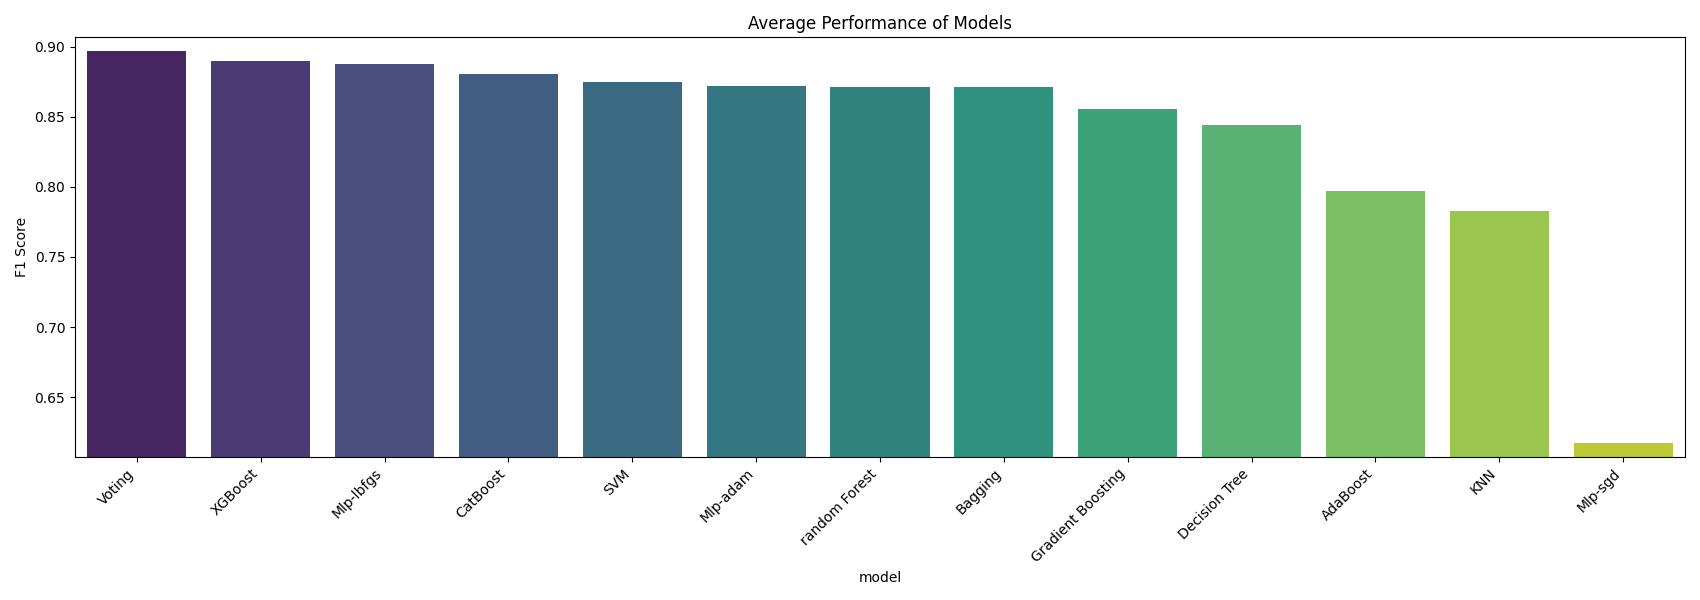 Average Performance of Models
F1 Score
0.90
0.85
0.80
0.75
0.70
0.65
Voting
XGBoost
Mlp-lbfgs
CatBoost
SVM
Mlp-adam
random Forest
Bagging
Gradient Boosting
Decision Tree
AdaBoost
KNN
Mlp-sgd
model